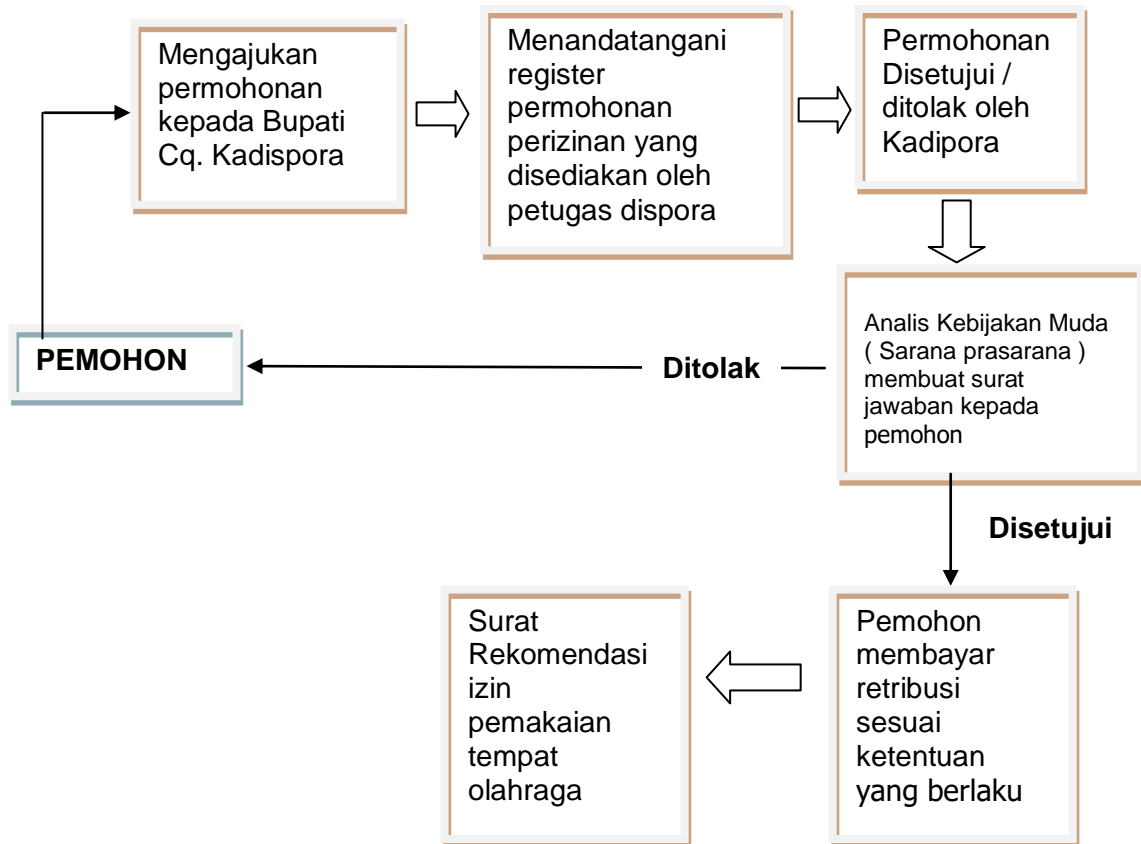 Mengajukan
permohonan
kepada Bupati
Cq. Kadispora
Menandatangani
register
permohonan
perizinan yang
disediakan oleh
petugas dispora
Permohonan
Disetujui /
ditolak oleh
Kadipora
Analis Kebijakan Muda
( Sarana prasarana )
membuat surat
jawaban kepada
pemohon
Ditolak
PEMOHON
Disetujui
Pemohon
membayar
retribusi
sesuai
ketentuan
yang berlaku
Surat
Rekomendasi
izin
pemakaian
tempat
olahraga